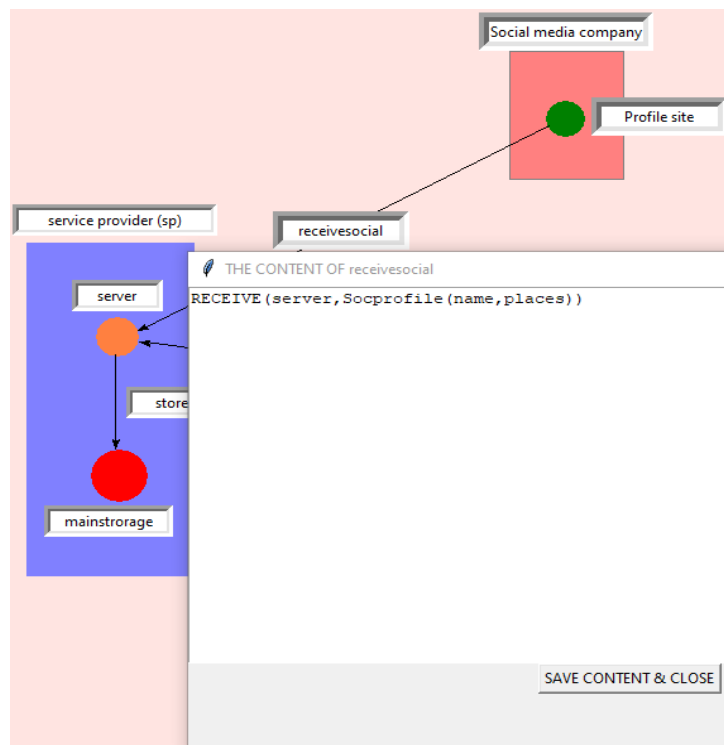 Social media company
Profile site
service provider (sp)
receivesocial
THE CONTENT OF receivesocial
server
RECEIVE(server,Socprofile(name,places))
store
mainstrorage
SAVE CONTENT & CLOSE